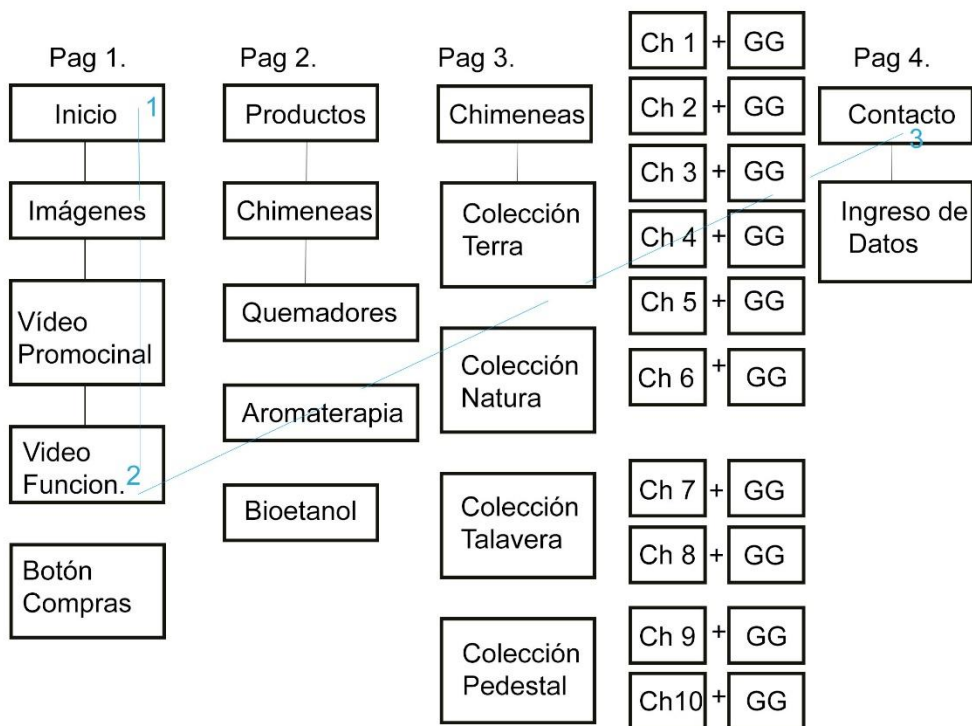 Pag 1.
Inicio
1
Imágenes
Vídeo
Promocinal
Video
Funcion.
2
Botón
Compras
Pag 2.
Productos
Chimeneas
Quemadores
Aromaterapia
Bioetanol
Pag 3.
Chimeneas
Colección
Terra
Colección
Natura
Colección
Talavera
Colección
Pedestal
Ch 1 + GG
Ch 2 + GG
Ch 3 + GG
Ch 4 + GG
Ch 5 + GG
Ch 6 + GG
Ch 7 + GG
Ch 8 + GG
Ch 9 + GG
Ch10 + GG
Pag 4.
Contacto
3
Ingreso de
Datos